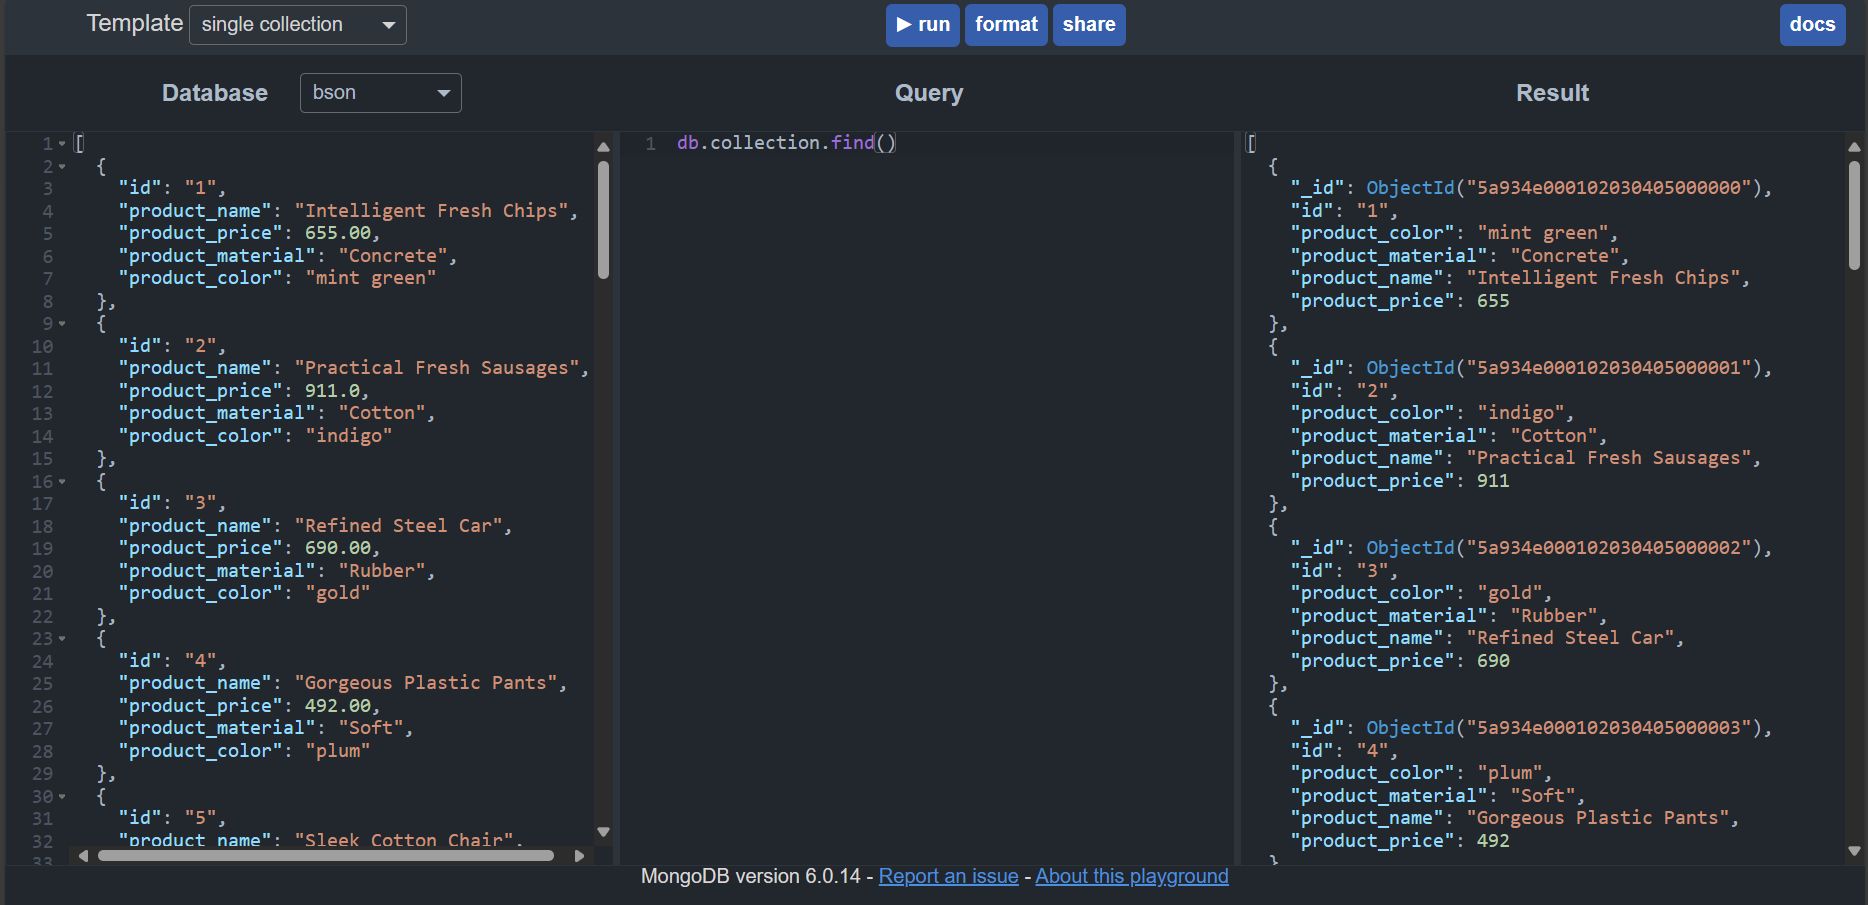 Template single collection ▶ run format share docs
Database bson Query Result
1 [
2 {
3 "id": "1",
4 "product_name": "Intelligent Fresh Chips",
5 "product_price": 655.00,
6 "product_material": "Concrete",
7 "product_color": "mint green"
8 },
9 {
10 "id": "2",
11 "product_name": "Practical Fresh Sausages",
12 "product_price": 911.0,
13 "product_material": "Cotton",
14 "product_color": "indigo"
15 },
16 {
17 "id": "3",
18 "product_name": "Refined Steel Car",
19 "product_price": 690.00,
20 "product_material": "Rubber",
21 "product_color": "gold"
22 },
23 {
24 "id": "4",
25 "product_name": "Gorgeous Plastic Pants",
26 "product_price": 492.00,
27 "product_material": "Soft",
28 "product_color": "plum"
29 },
30 {
31 "id": "5",
32 "product_name": "Sleek Cotton Chair",
33
1 db.collection.find()
[
{
"_id": ObjectId("5a934e000102030405000000"),
"id": "1",
"product_color": "mint green",
"product_material": "Concrete",
"product_name": "Intelligent Fresh Chips",
"product_price": 655
},
{
"_id": ObjectId("5a934e000102030405000001"),
"id": "2",
"product_color": "indigo",
"product_material": "Cotton",
"product_name": "Practical Fresh Sausages",
"product_price": 911
},
{
"_id": ObjectId("5a934e000102030405000002"),
"id": "3",
"product_color": "gold",
"product_material": "Rubber",
"product_name": "Refined Steel Car",
"product_price": 690
},
{
"_id": ObjectId("5a934e000102030405000003"),
"id": "4",
"product_color": "plum",
"product_material": "Soft",
"product_name": "Gorgeous Plastic Pants",
"product_price": 492
}
MongoDB version 6.0.14 - Report an issue - About this playground